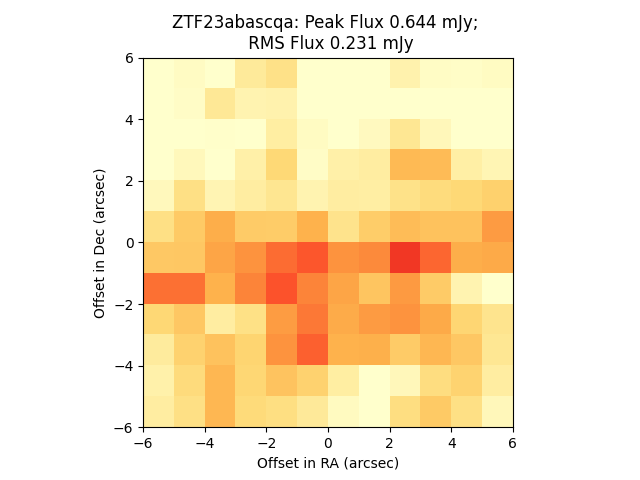 ZTF23abascqa: Peak Flux 0.644 mJy;
RMS Flux 0.231 mJy
6
4
2
0
−2
−4
−6
Offset in Dec (arcsec)
−6 −4 −2 0 2 4 6
Offset in RA (arcsec)